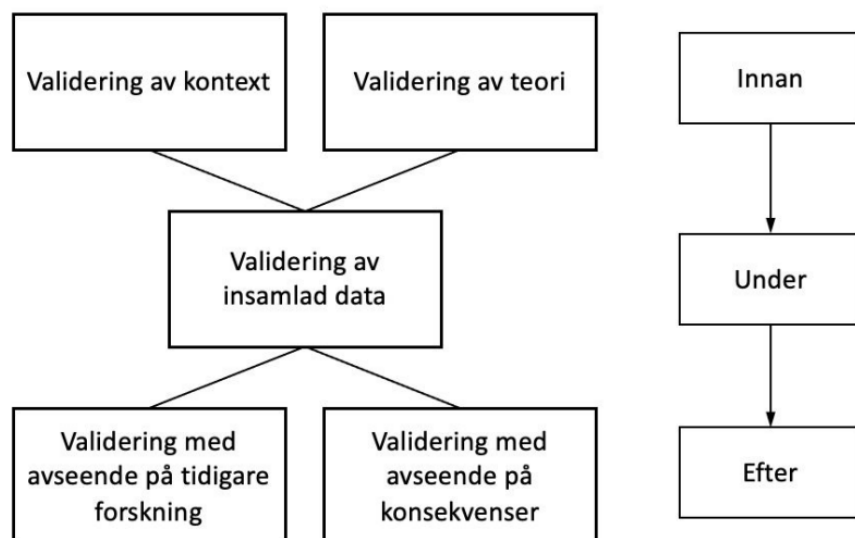 Validering av kontext
Validering av teori
Innan
Validering av
insamlad data
Under
Validering med
avseende på tidigare
forskning
Validering med
avseende på
konsekvenser
Efter